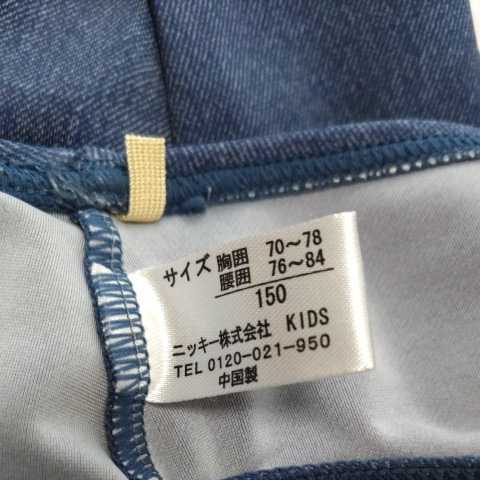 サイズ 胸囲 70～78
腰囲 76～84
150
ニッキー株式会社 KIDS
TEL 0120-021-950
中国製